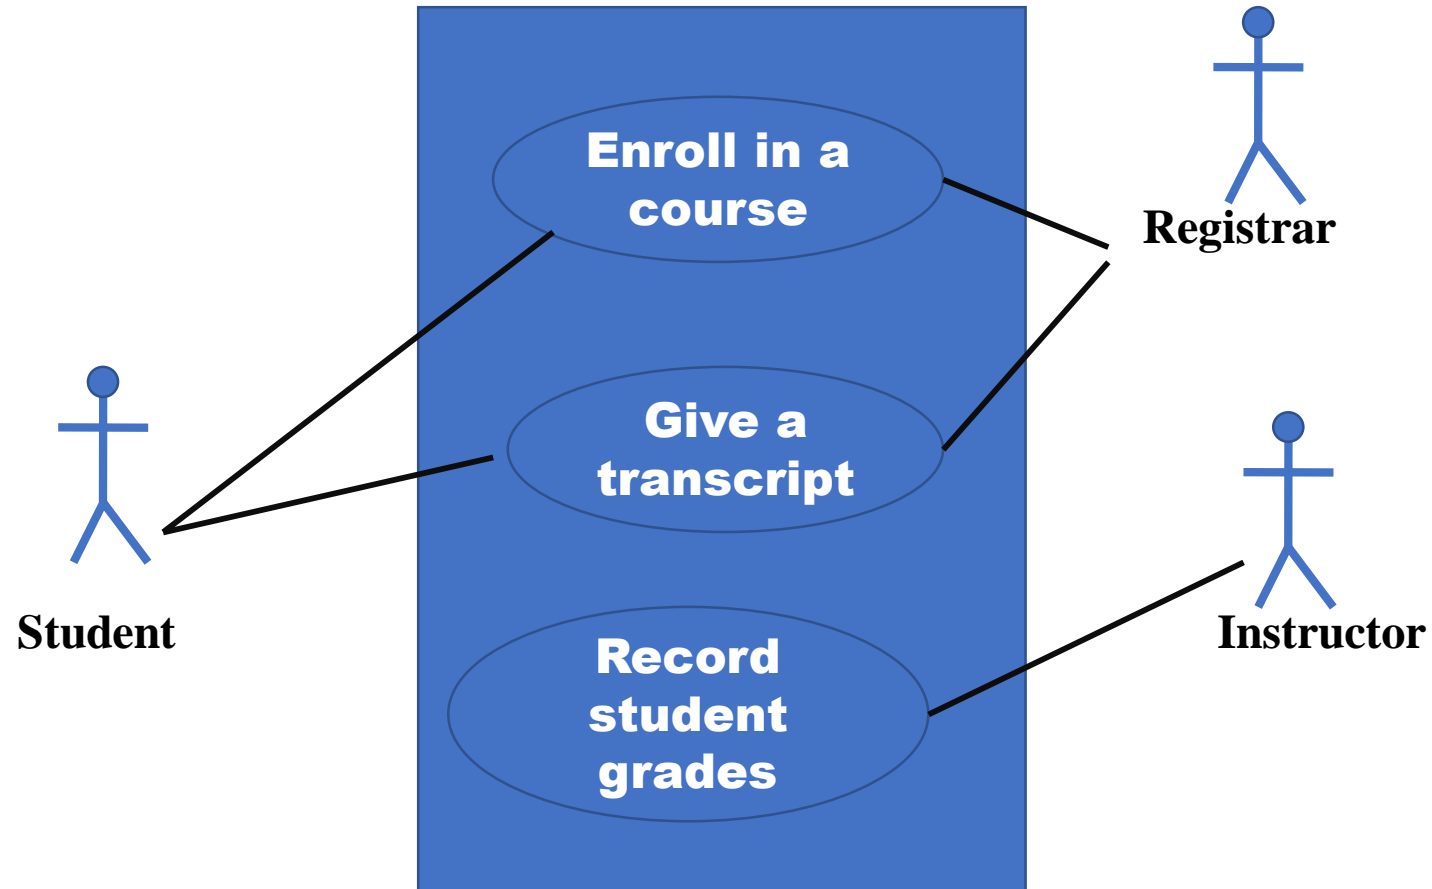 Enroll in a
course
Registrar
Give a
transcript
Student
Instructor
Record
student
grades